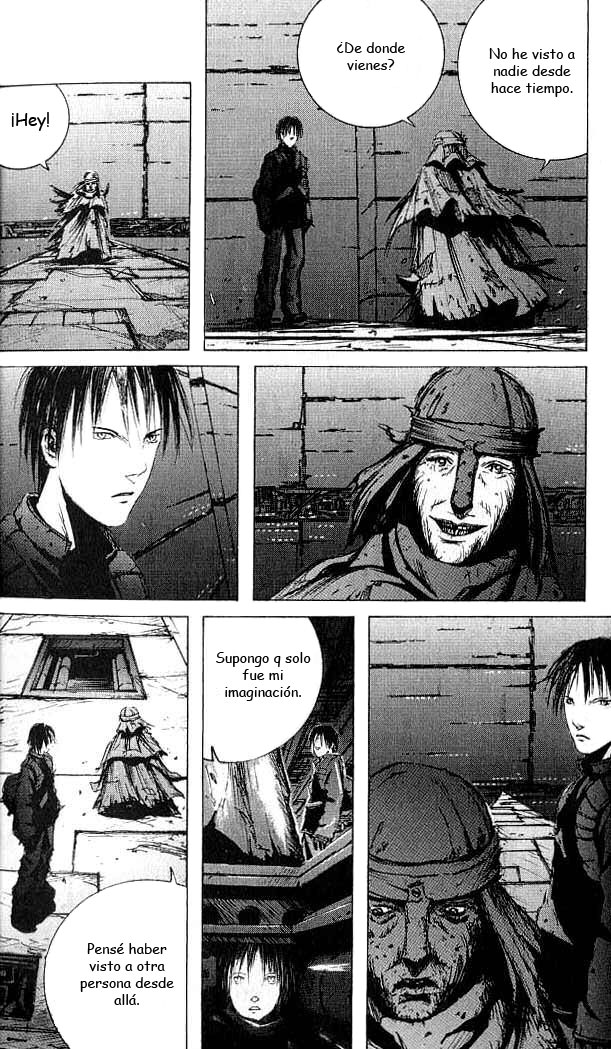 ¡Hey!
¿De donde
vienes?
No he visto a
nadie desde
hace tiempo.
Pensé haber
visto a otra
persona desde
allá.
Supongo q solo
fue mi
imaginación.